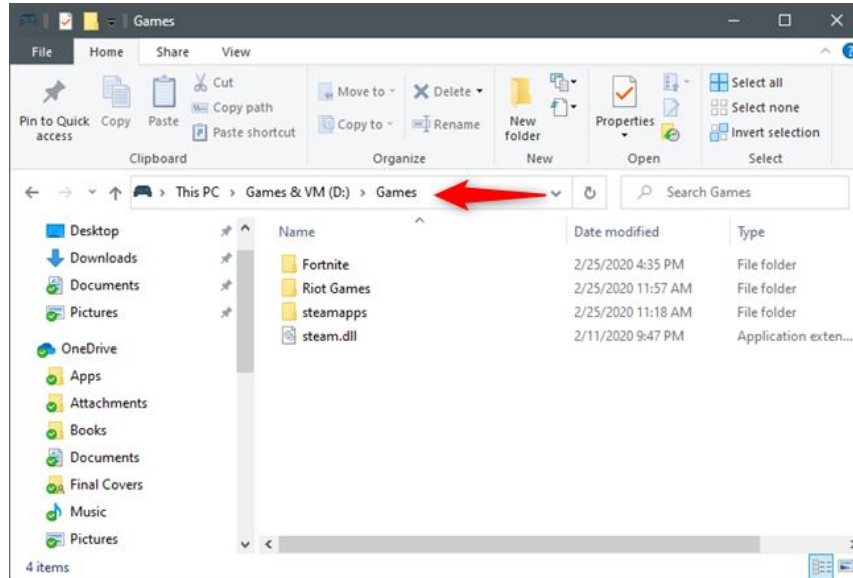 Games
File Home Share View
Pin to Quick access
Copy
Paste
Cut
Copy path
Paste shortcut
Clipboard
Move to
Copy to
Delete
Rename
Organize
New folder
New
Properties
Open
Select all
Select none
Invert selection
Select
This PC > Games & VM (D:) > Games
Search Games
Desktop
Downloads
Documents
Pictures
OneDrive
Apps
Attachments
Books
Documents
Final Covers
Music
Pictures
Name Date modified Type
Fortnite 2/25/2020 4:35 PM File folder
Riot Games 2/25/2020 11:57 AM File folder
steamapps 2/25/2020 11:18 AM File folder
steam.dll 2/11/2020 9:47 PM Application exten...
4 items